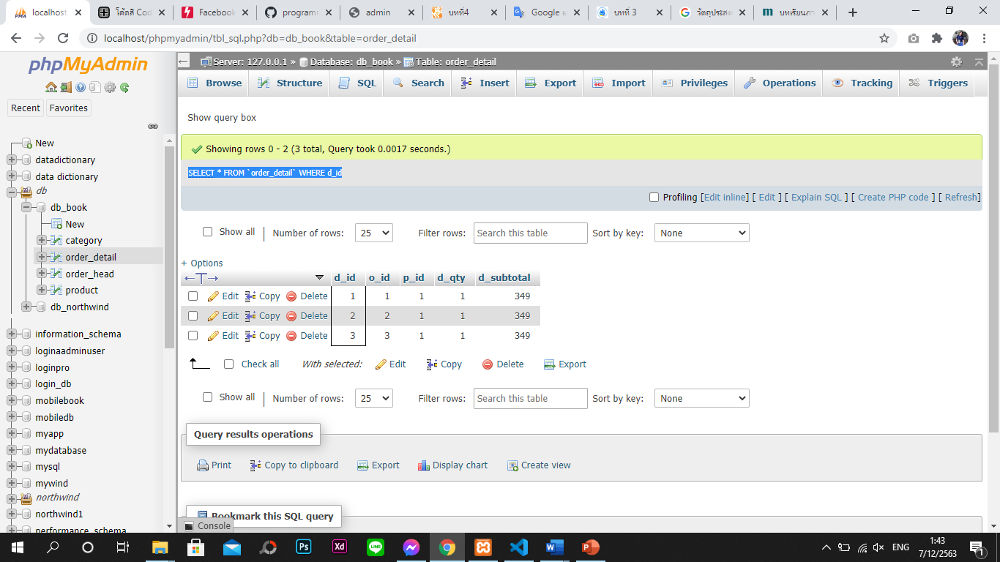 localhost
โค้ดสี Cod
Facebook
programr
admin
บทที่4
Google แ
บทที่ 3
วัตถุประสงค
บทเรียนภา
localhost/phpmyadmin/tbl_sql.php?db=db_book&table=order_detail
phpMyAdmin
Recent Favorites
New
datadictionary
data dictionary
db
db_book
New
category
order_detail
order_head
product
db_northwind
information_schema
loginaadminuser
loginpro
login_db
mobilebook
mobiledb
myapp
mydatabase
mysql
mywind
northwind
northwind1
performance_schema
Server: 127.0.0.1 » Database: db_book » Table: order_detail
Browse Structure SQL Search Insert Export Import Privileges Operations Tracking Triggers
Show query box
Showing rows 0 - 2 (3 total, Query took 0.0017 seconds.)
SELECT * FROM `order_detail` WHERE d_id
Profiling [Edit inline] [ Edit ] [ Explain SQL ] [ Create PHP code ] [ Refresh]
Show all | Number of rows: 25 Filter rows: Search this table Sort by key: None
+ Options
←T→ d_id o_id p_id d_qty d_subtotal
Edit Copy Delete 1 1 1 1 349
Edit Copy Delete 2 2 1 1 349
Edit Copy Delete 3 3 1 1 349
Check all With selected: Edit Copy Delete Export
Show all | Number of rows: 25 Filter rows: Search this table Sort by key: None
Query results operations
Print Copy to clipboard Export Display chart Create view
Bookmark this SQL query
Console
ENG
1:43
7/12/2563
1